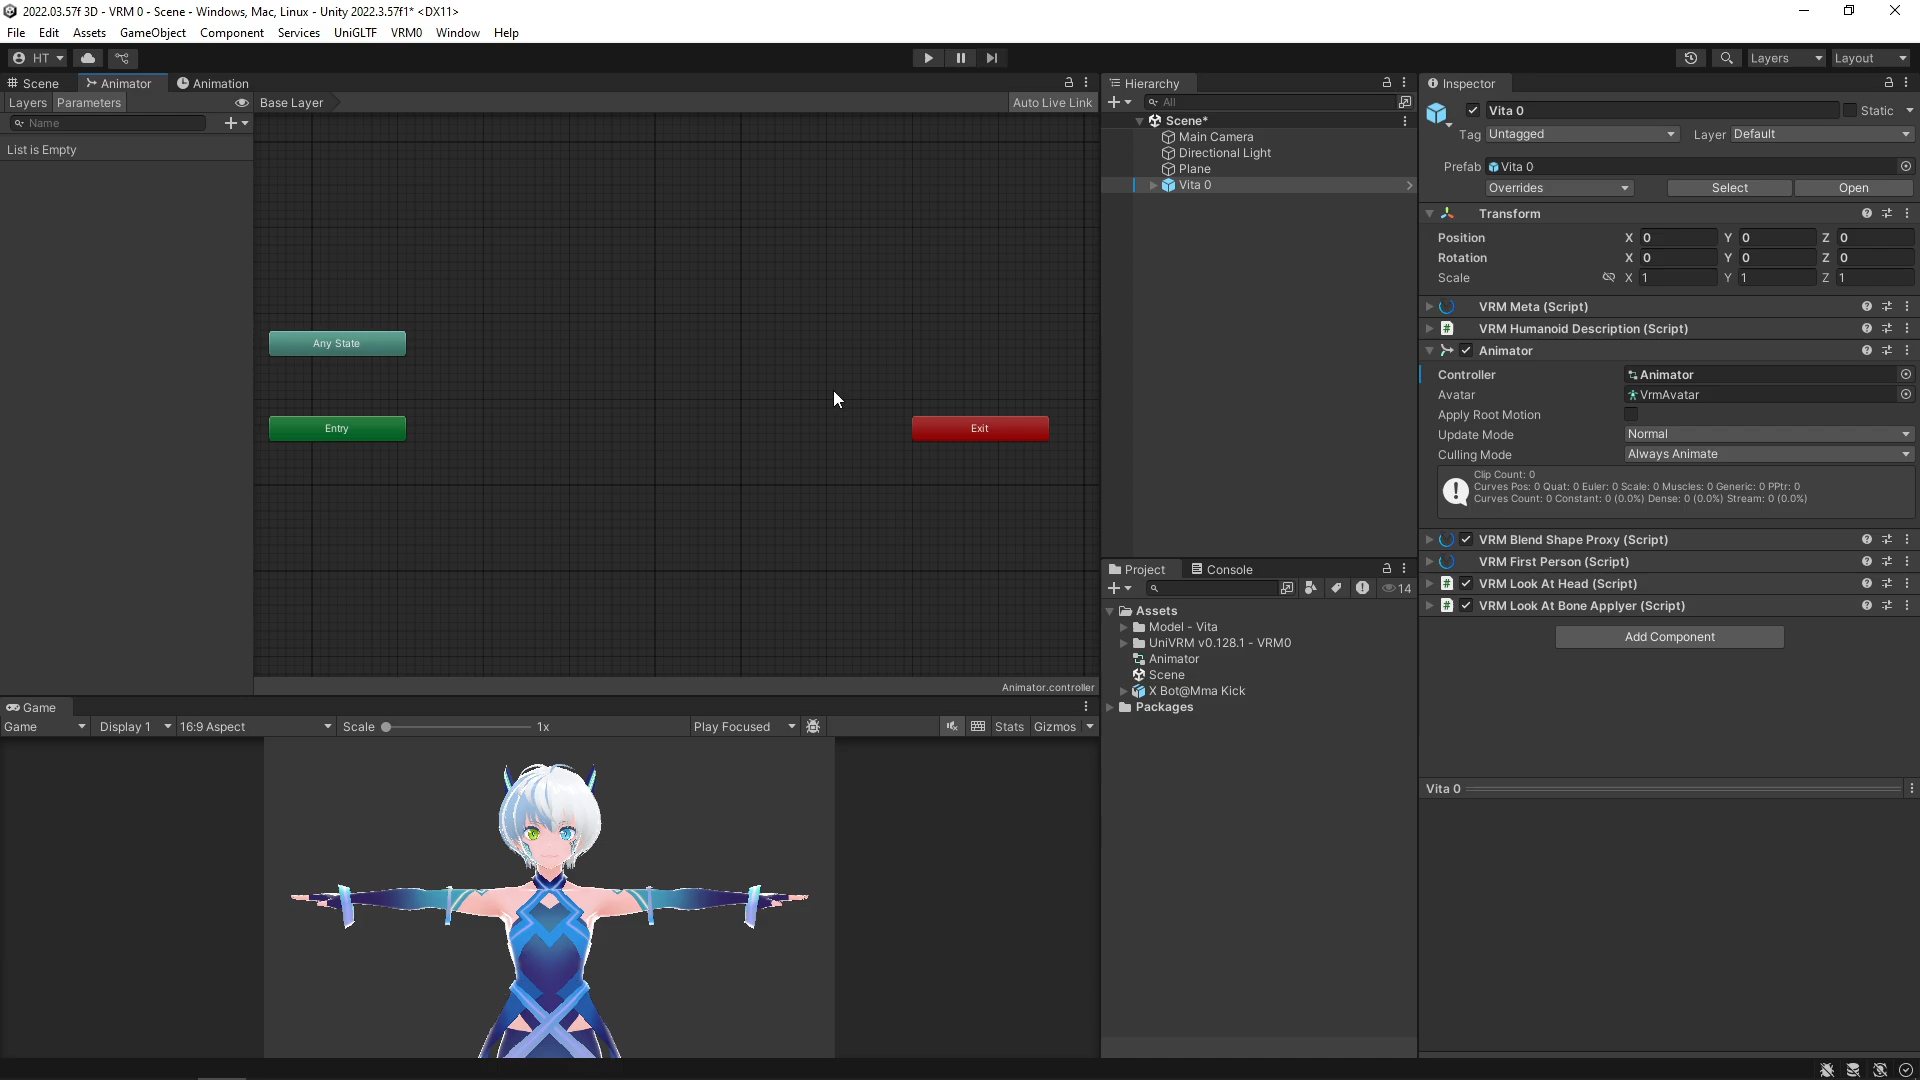 2022.03.57f 3D - VRM 0 - Scene - Windows, Mac, Linux - Unity 2022.3.57f1* <DX11>
File Edit Assets GameObject Component Services UniGLTF VRM0 Window Help
HT
Layers Layout
Scene Animator Animation
Layers Parameters Base Layer Auto Live Link
Name
List is Empty
Any State
Entry
Exit
Animator.controller
Hierarchy
All
Scene*
Main Camera
Directional Light
Plane
Vita 0
Project Console
14
Assets
Model - Vita
UniVRM v0.128.1 - VRM0
Animator
Scene
X Bot@Mma Kick
Packages
Game
Game Display 1 16:9 Aspect Scale 1x Play Focused Stats Gizmos
Inspector
Vita 0 Static
Tag Untagged Layer Default
Prefab Vita 0
Overrides Select Open
Transform
Position X 0 Y 0 Z 0
Rotation X 0 Y 0 Z 0
Scale X 1 Y 1 Z 1
VRM Meta (Script)
# VRM Humanoid Description (Script)
Animator
Controller Animator
Avatar VrmAvatar
Apply Root Motion
Update Mode Normal
Culling Mode Always Animate
Clip Count: 0
Curves Pos: 0 Quat: 0 Euler: 0 Scale: 0 Muscles: 0 Generic: 0 PPtr: 0
Curves Count: 0 Constant: 0 (0.0%) Dense: 0 (0.0%) Stream: 0 (0.0%)
VRM Blend Shape Proxy (Script)
VRM First Person (Script)
# VRM Look At Head (Script)
# VRM Look At Bone Applyer (Script)
Add Component
Vita 0